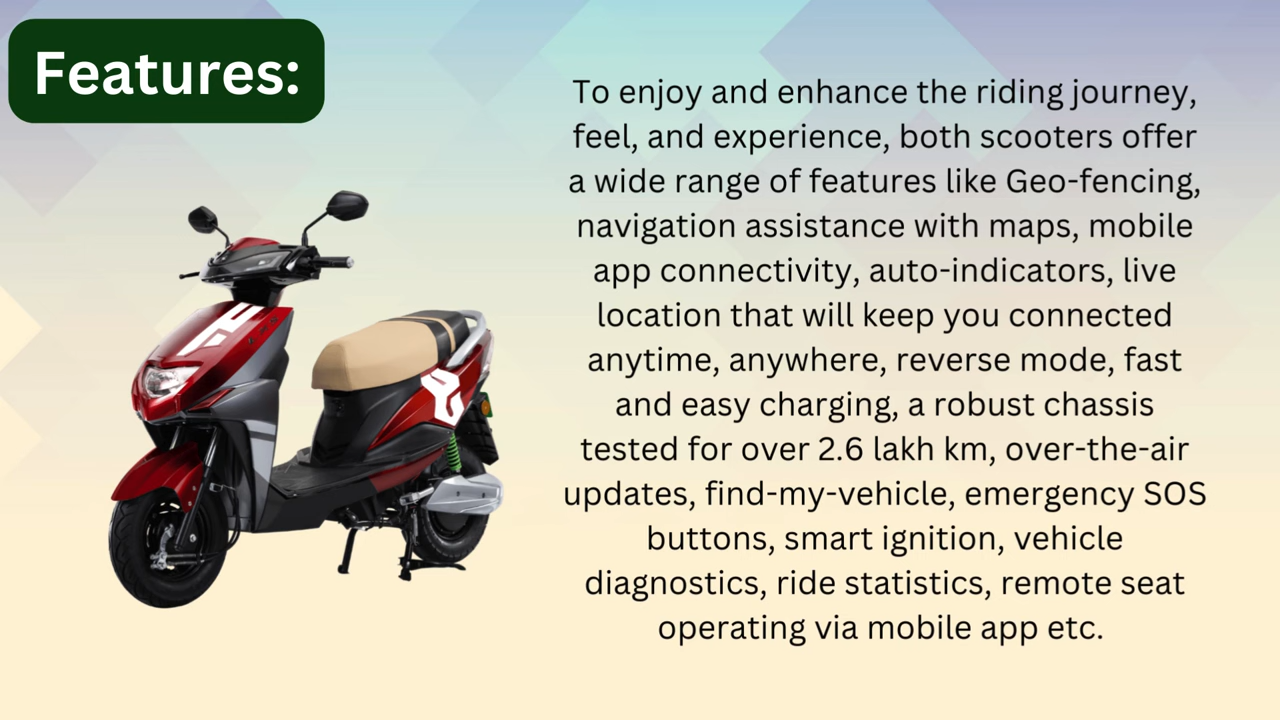 Features:
To enjoy and enhance the riding journey,
feel, and experience, both scooters offer
a wide range of features like Geo-fencing,
navigation assistance with maps, mobile
app connectivity, auto-indicators, live
location that will keep you connected
anytime, anywhere, reverse mode, fast
and easy charging, a robust chassis
tested for over 2.6 lakh km, over-the-air
updates, find-my-vehicle, emergency SOS
buttons, smart ignition, vehicle
diagnostics, ride statistics, remote seat
operating via mobile app etc.